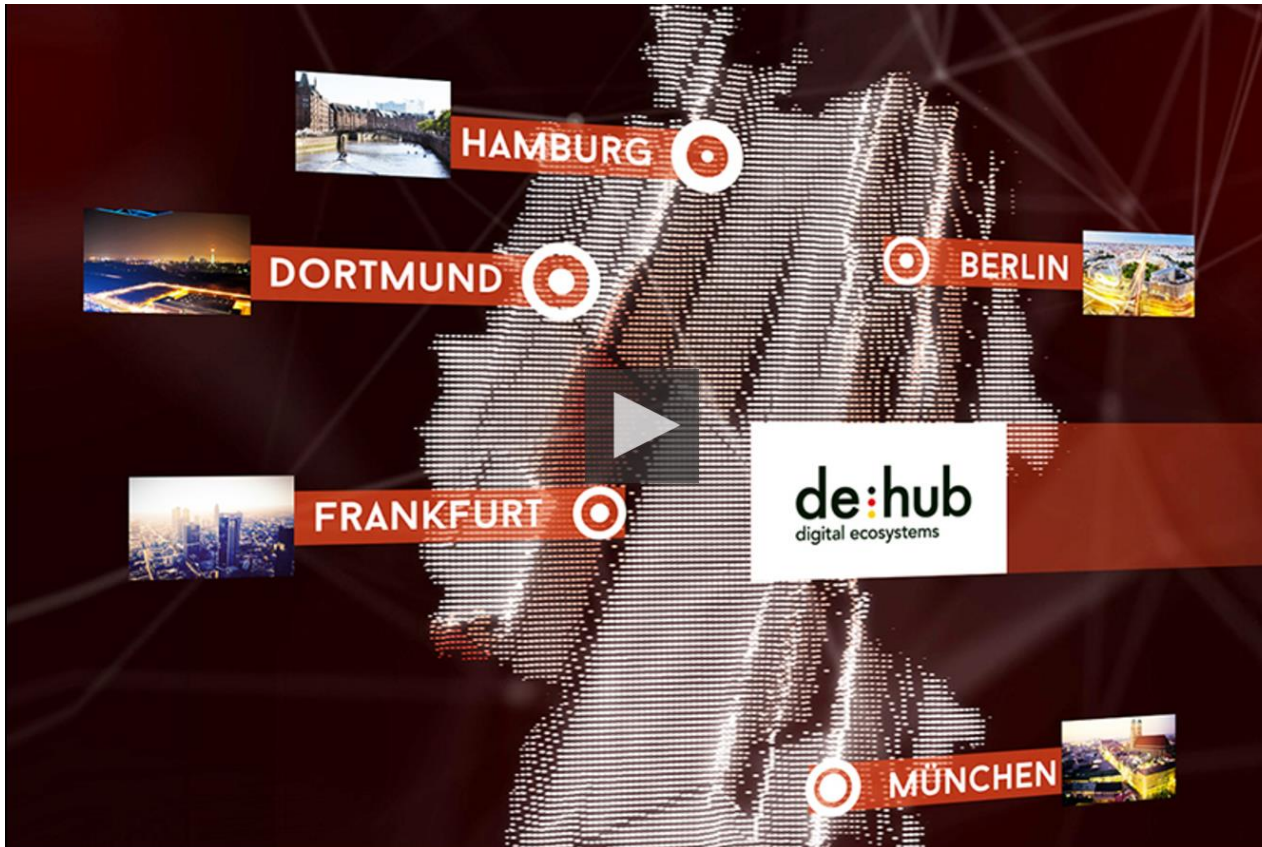 HAMBURG
DORTMUND
BERLIN
de:hub
digital ecosystems
FRANKFURT
MÜNCHEN